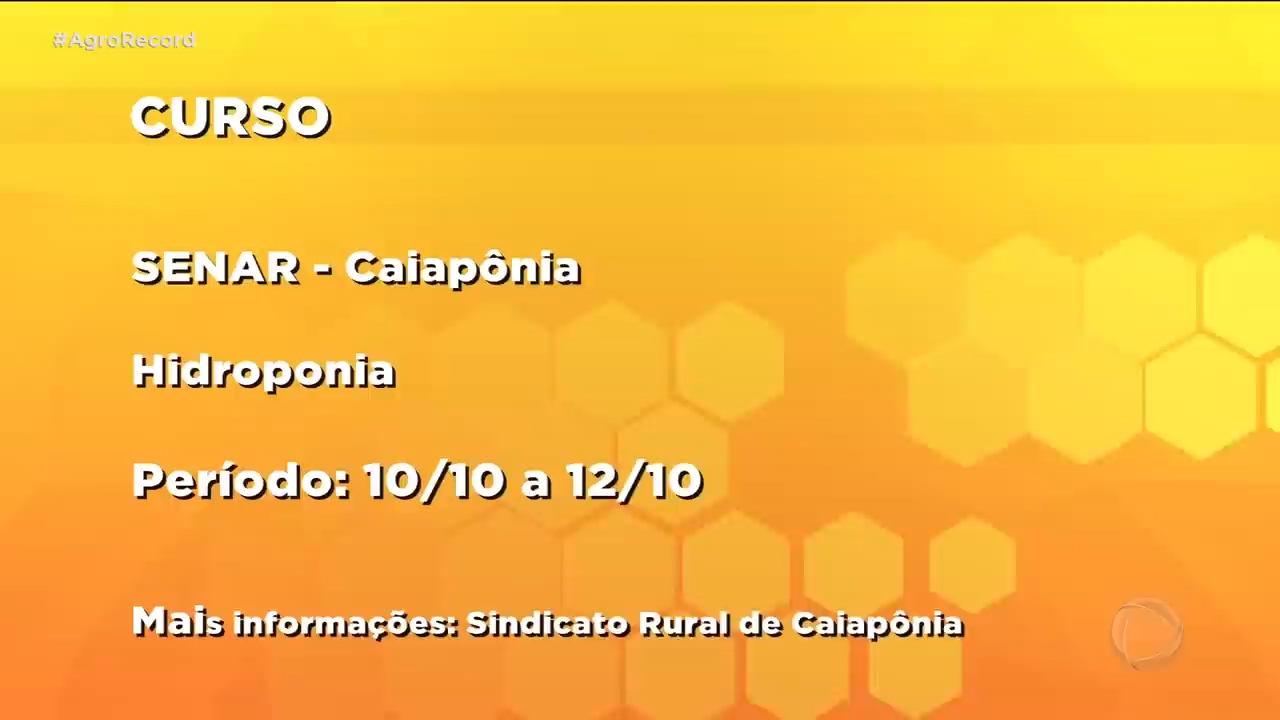 #AgroRecord
CURSO
SENAR - Caiapônia
Hidroponia
Período: 10/10 a 12/10
Mais informações: Sindicato Rural de Caiapônia